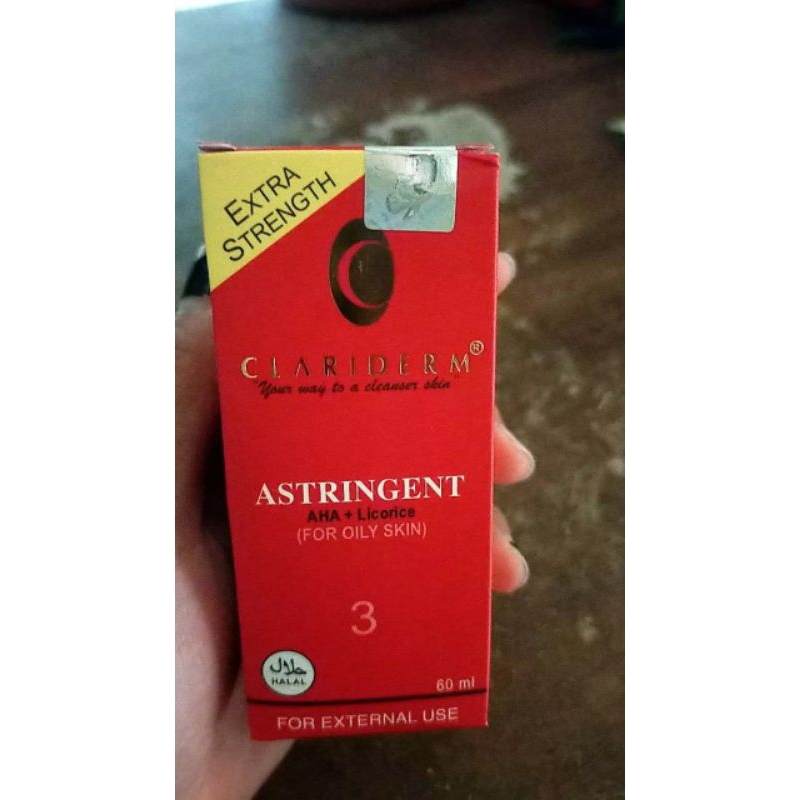 EXTRA
STRENGTH
CLARIDERM®
"Your way to a cleanser skin"
ASTRINGENT
AHA + Licorice
(FOR OILY SKIN)
3
حلال
HALAL
60 ml
FOR EXTERNAL USE